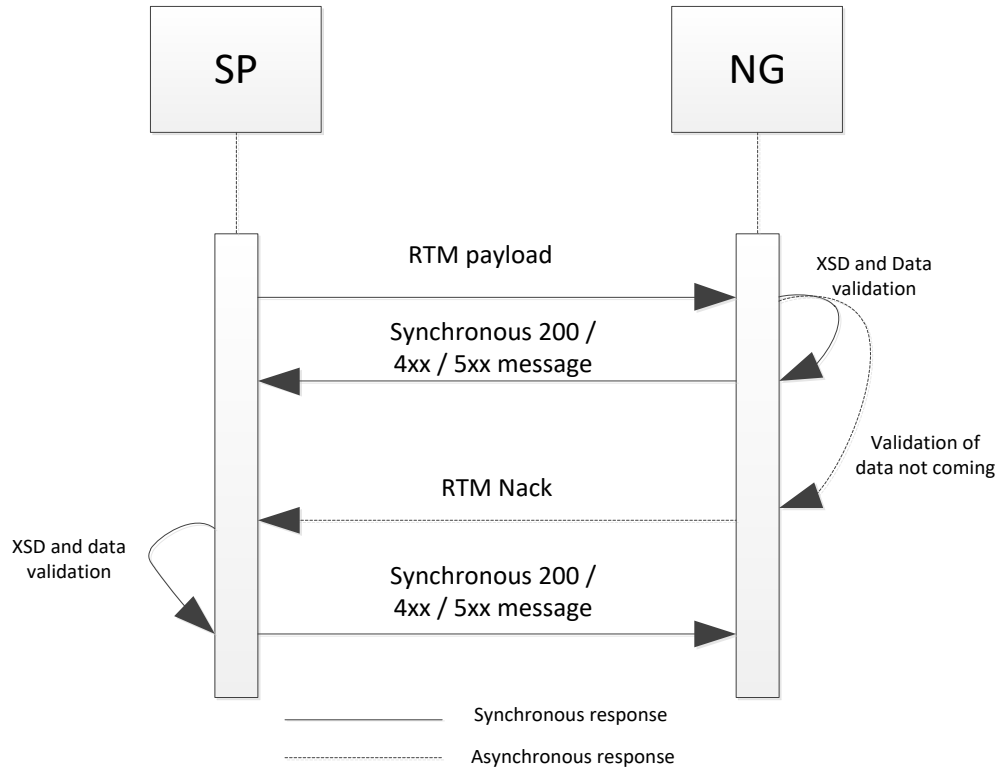 SP
NG
RTM payload
XSD and Data
validation
Synchronous 200 /
4xx / 5xx message
Validation of
data not coming
RTM Nack
XSD and data
validation
Synchronous 200 /
4xx / 5xx message
Synchronous response
Asynchronous response